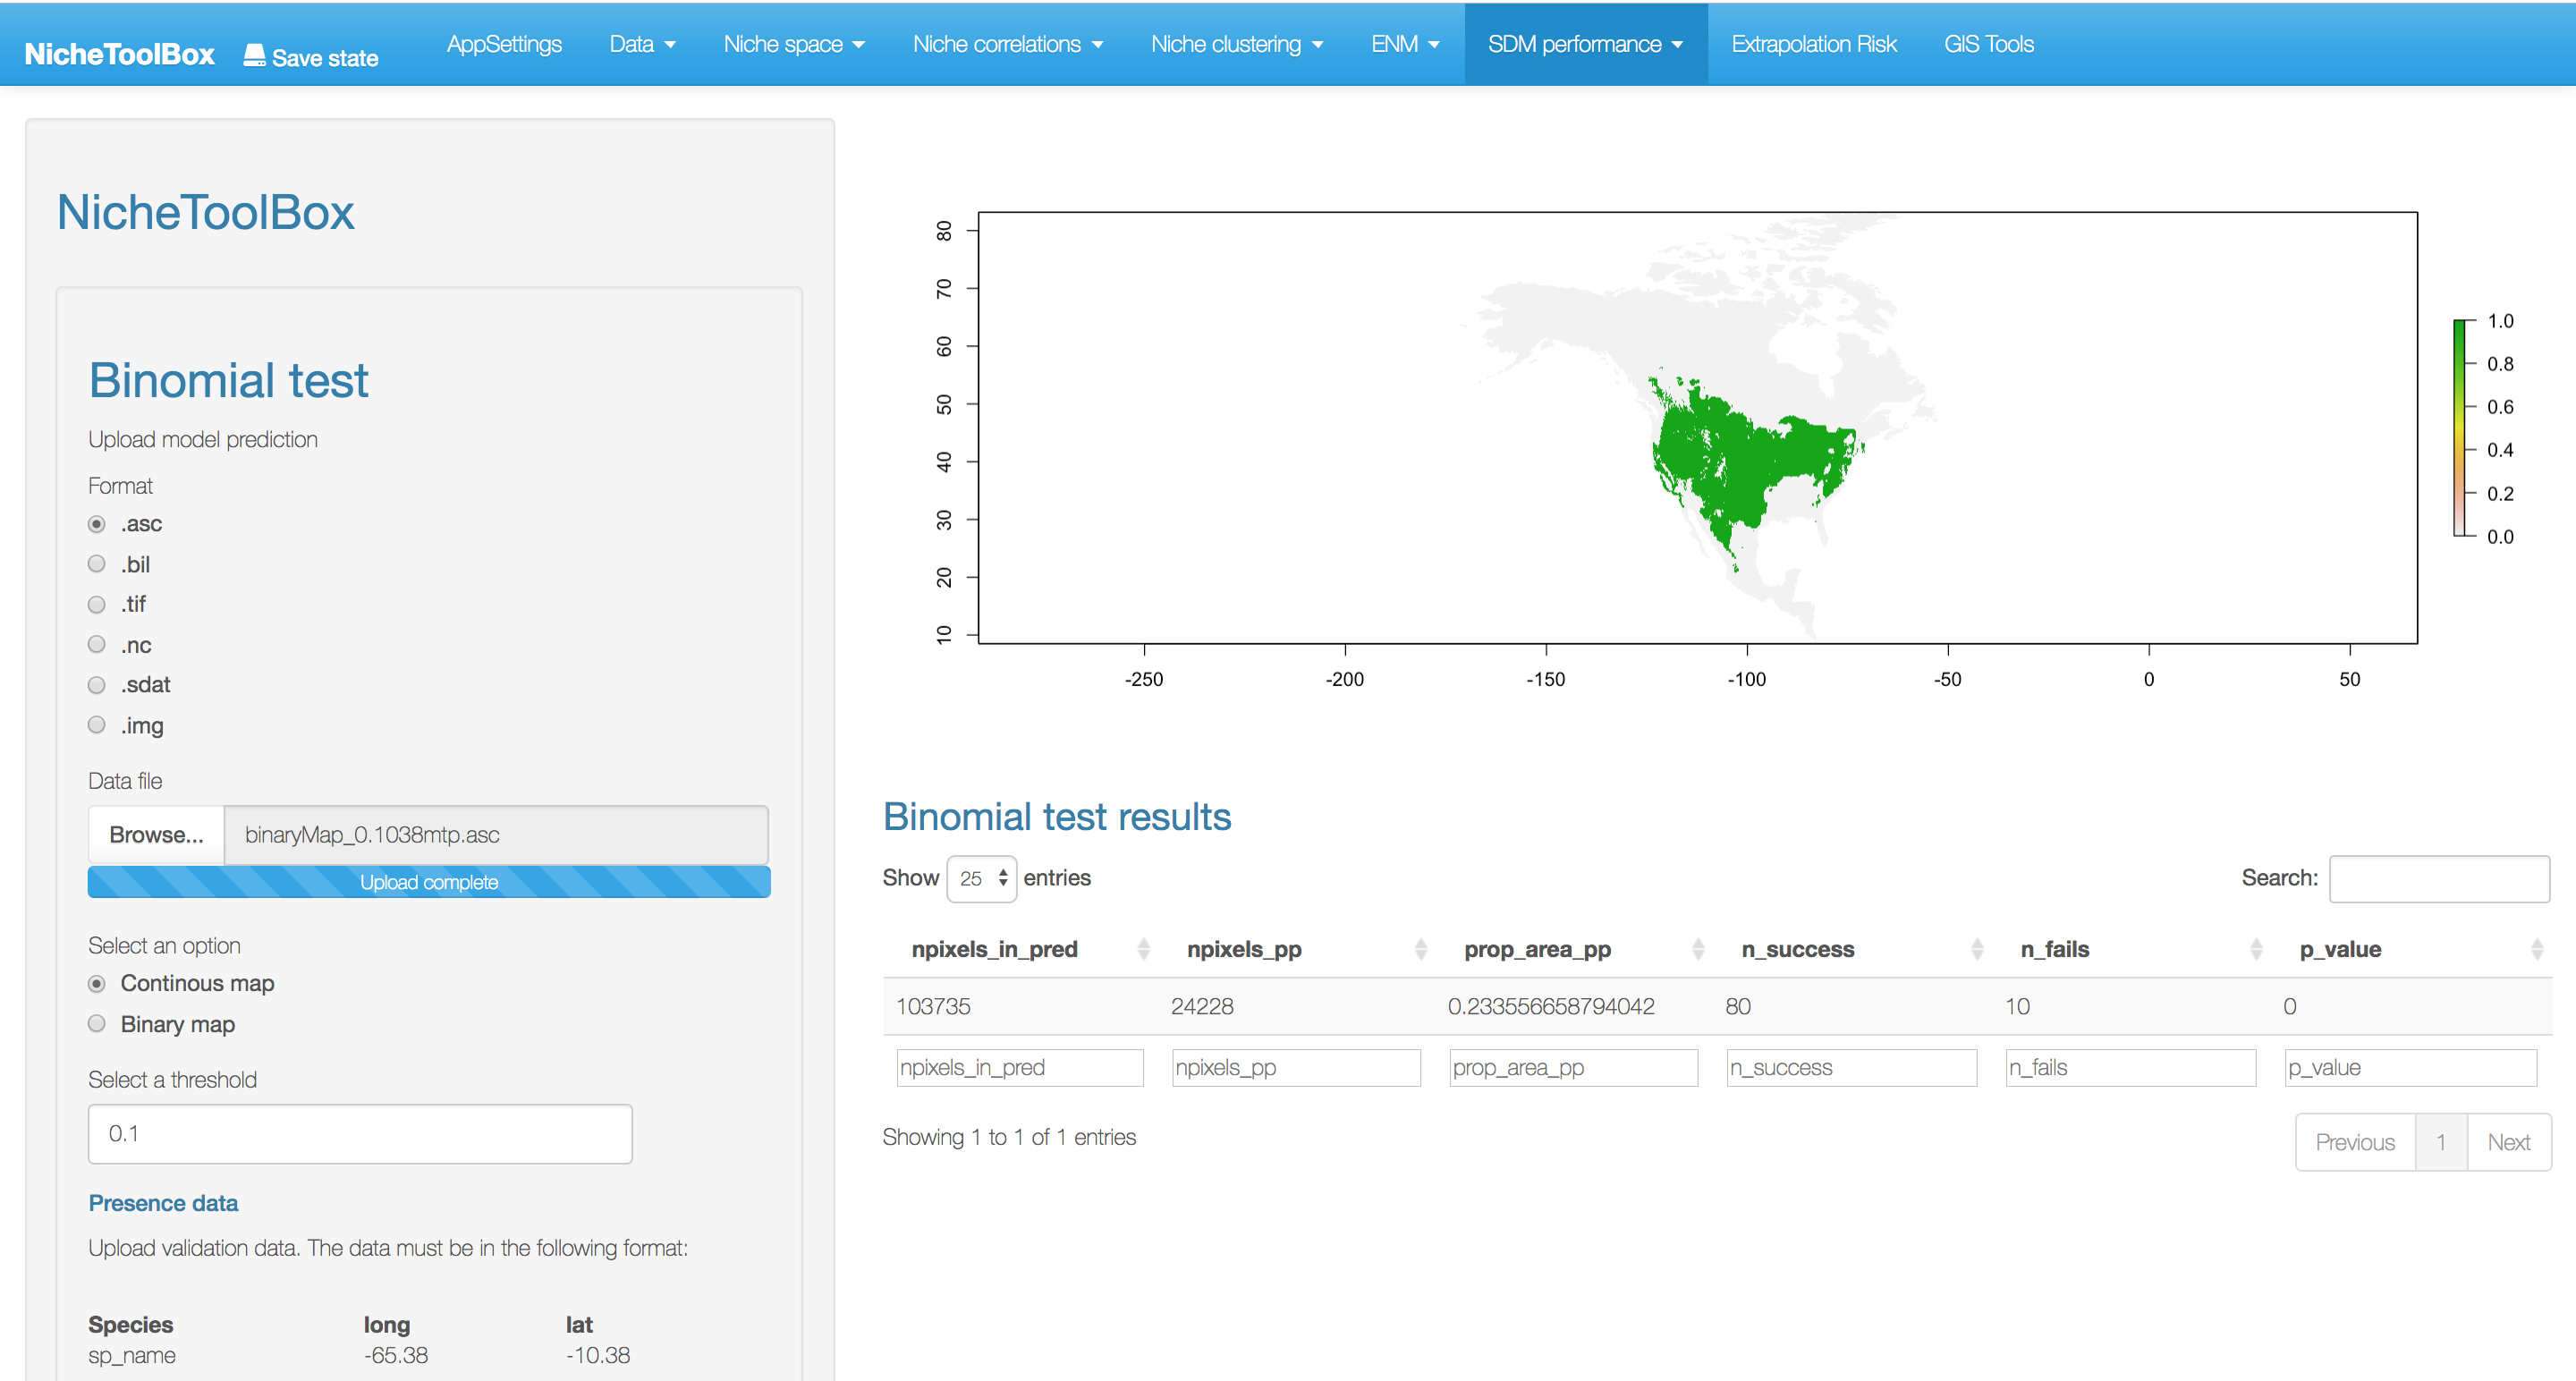 NicheToolBox Save state AppSettings Data Niche space Niche correlations Niche clustering ENM SDM performance Extrapolation Risk GIS Tools
NicheToolBox
Binomial test
Upload model prediction
Format
.asc
.bil
.tif
.nc
.sdat
.img
Data file
Browse... binaryMap_0.1038mtp.asc
Upload complete
Select an option
Continous map
Binary map
Select a threshold
0.1
Presence data
Upload validation data. The data must be in the following format:
Species long lat
sp_name -65.38 -10.38
80
70
60
50
40
30
20
10
-250 -200 -150 -100 -50 0 50
1.0
0.8
0.6
0.4
0.2
0.0
Binomial test results
Show 25 entries Search:
npixels_in_pred npixels_pp prop_area_pp n_success n_fails p_value
103735 24228 0.233556658794042 80 10 0
npixels_in_pred npixels_pp prop_area_pp n_success n_fails p_value
Showing 1 to 1 of 1 entries
Previous 1 Next